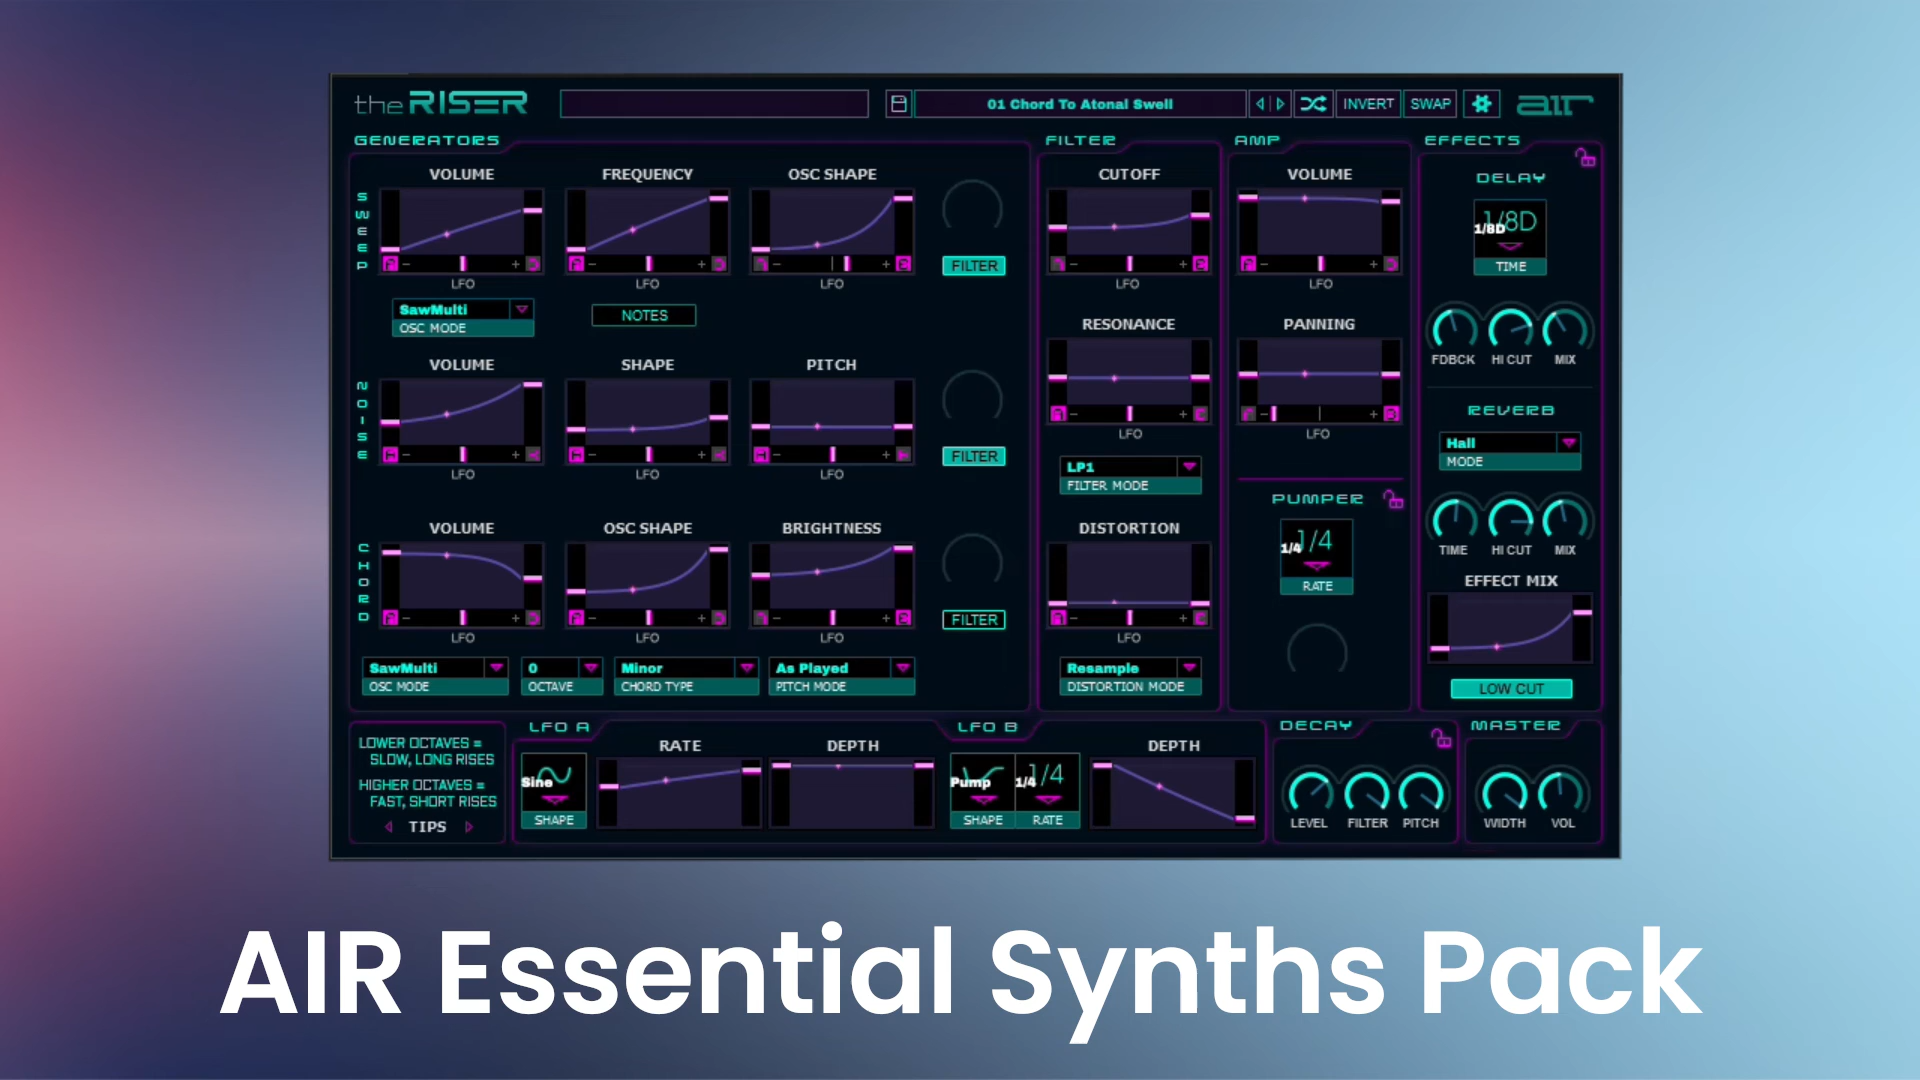 the RISER
01 Chord To Atonal Swell
INVERT
SWAP
air
GENERATORS
SWEEP
VOLUME
FREQUENCY
OSC SHAPE
LFO
LFO
LFO
FILTER
SawMulti
OSC MODE
NOTES
NOISE
VOLUME
SHAPE
PITCH
LFO
LFO
LFO
FILTER
CHORD
VOLUME
OSC SHAPE
BRIGHTNESS
LFO
LFO
LFO
FILTER
SawMulti
OSC MODE
0
OCTAVE
Minor
CHORD TYPE
As Played
PITCH MODE
FILTER
CUTOFF
LFO
RESONANCE
LFO
LP1
FILTER MODE
DISTORTION
LFO
Resample
DISTORTION MODE
AMP
VOLUME
LFO
PANNING
LFO
PUMPER
1/4
1/4
RATE
EFFECTS
DELAY
1/8D
1/8D
TIME
FDBCK
HI CUT
MIX
REVERB
Hall
MODE
TIME
HI CUT
MIX
EFFECT MIX
LOW CUT
LOWER OCTAVES =
SLOW, LONG RISES
HIGHER OCTAVES =
FAST, SHORT RISES
TIPS
LFO A
Sine
SHAPE
RATE
DEPTH
LFO B
Pump
SHAPE
1/4
1/4
RATE
DEPTH
DECAY
LEVEL
FILTER
PITCH
MASTER
WIDTH
VOL
AIR Essential Synths Pack